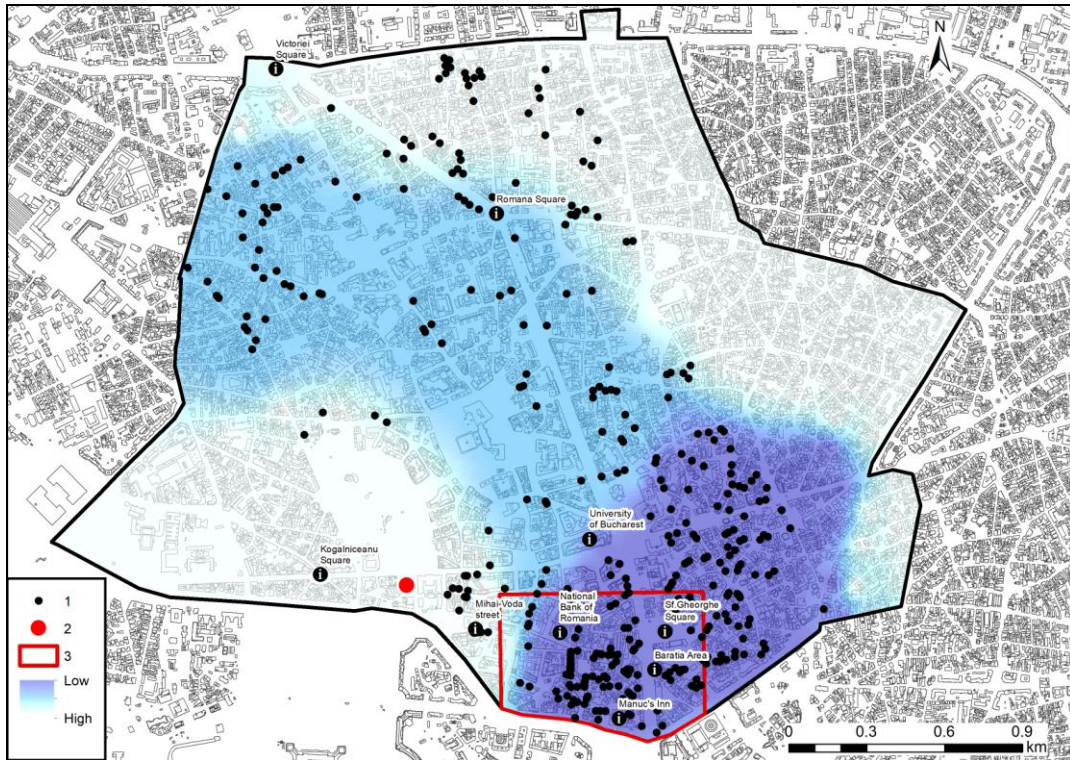 Victoriei
Square
N
Romana Square
University
of Bucharest
Kogalniceanu
Square
Mihai-Voda
street
National
Bank of
Romania
Sf.Gheorghe
Square
Baratia Area
Manuc's Inn
1
2
3
Low
High
0 0.3 0.6 0.9
km